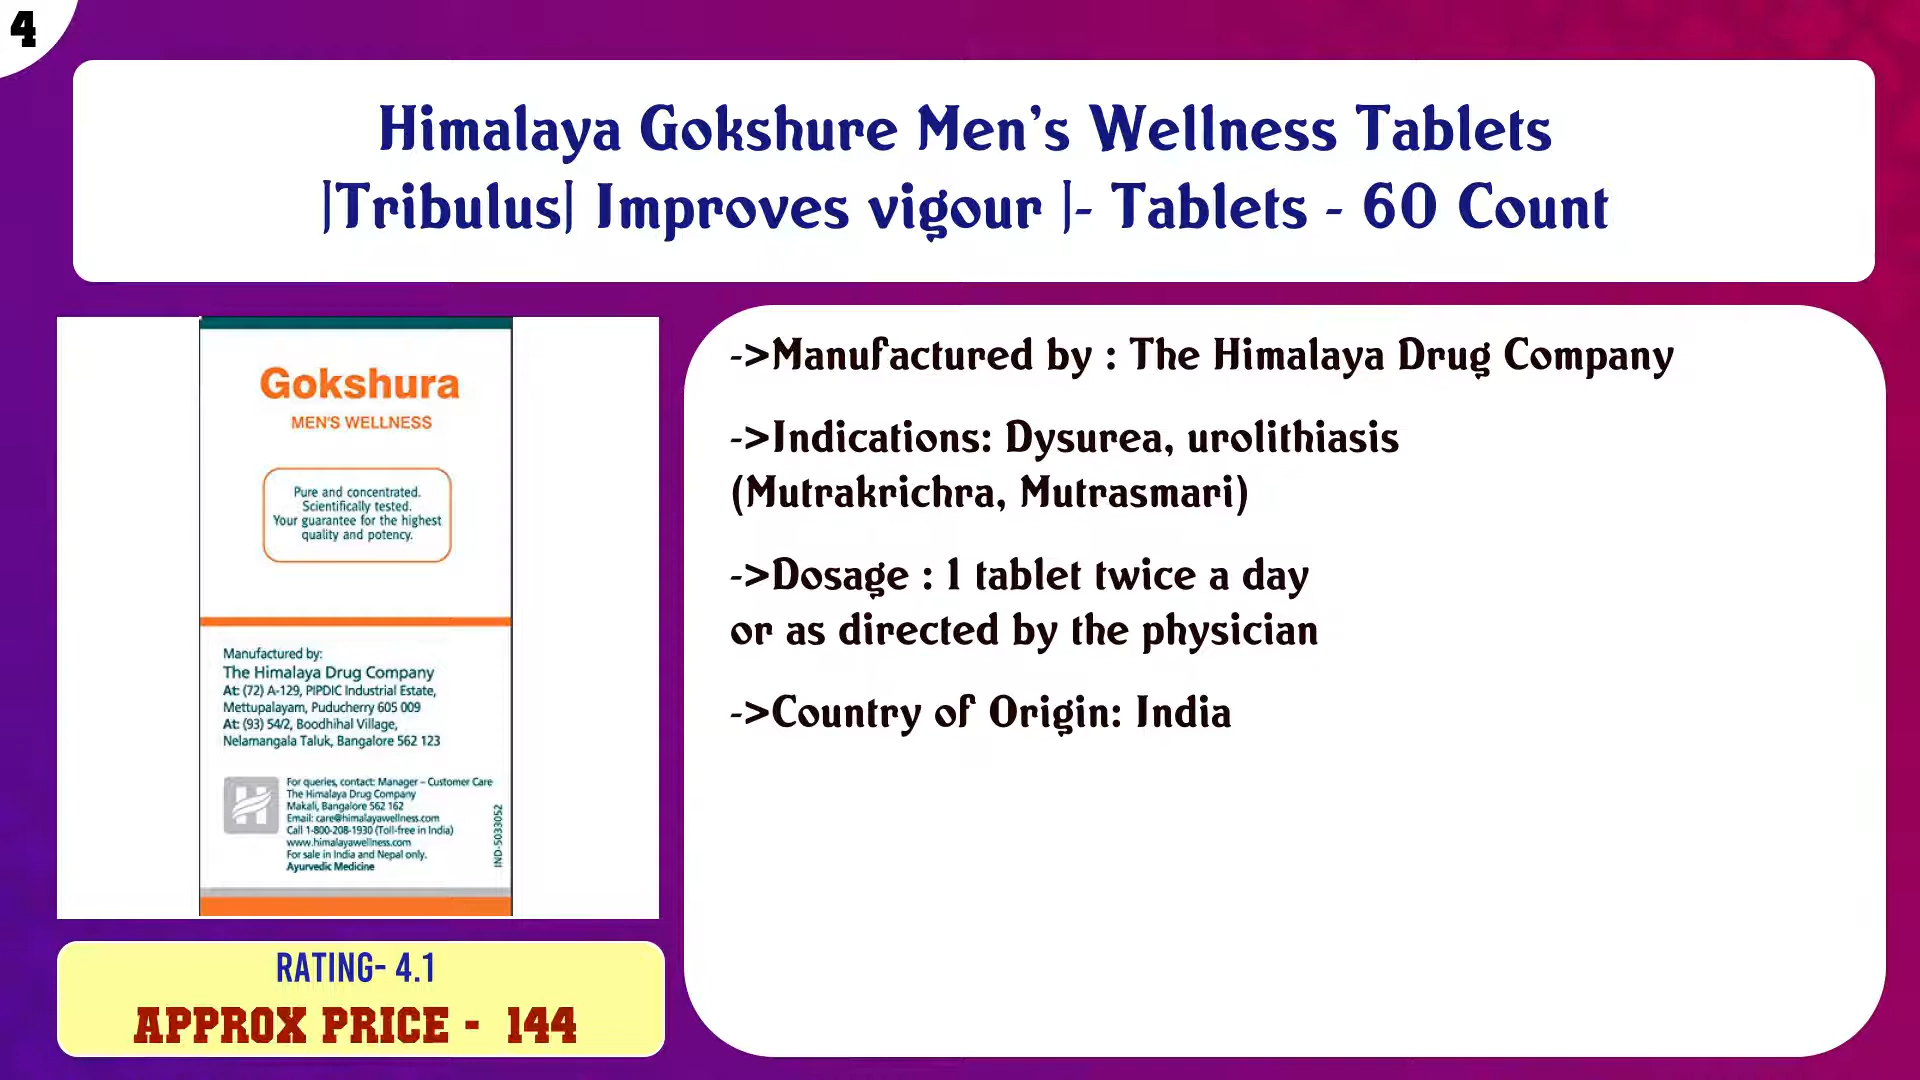 4
Himalaya Gokshure Men's Wellness Tablets
|Tribulus| Improves vigour |- Tablets - 60 Count
Gokshura
MEN'S WELLNESS
Pure and concentrated.
Scientifically tested.
Your guarantee for the highest
quality and potency.
Manufactured by:
The Himalaya Drug Company
At: (72) A-129, PIPDIC Industrial Estate,
Mettupalayam, Puducherry 605 009
At: (93) 54/2, Boodhihal Village,
Nelamangala Taluk, Bangalore 562 123
For queries, contact: Manager – Customer Care
The Himalaya Drug Company
Makali, Bangalore 562 162
Email: care@himalayawellness.com
Call 1-800-208-1930 (Toll-free in India)
www.himalayawellness.com
For sale in India and Nepal only.
Ayurvedic Medicine
IND-5033052
RATING- 4.1
APPROX PRICE - 144
->Manufactured by : The Himalaya Drug Company
->Indications: Dysurea, urolithiasis
(Mutrakrichra, Mutrasmari)
->Dosage : 1 tablet twice a day
or as directed by the physician
->Country of Origin: India